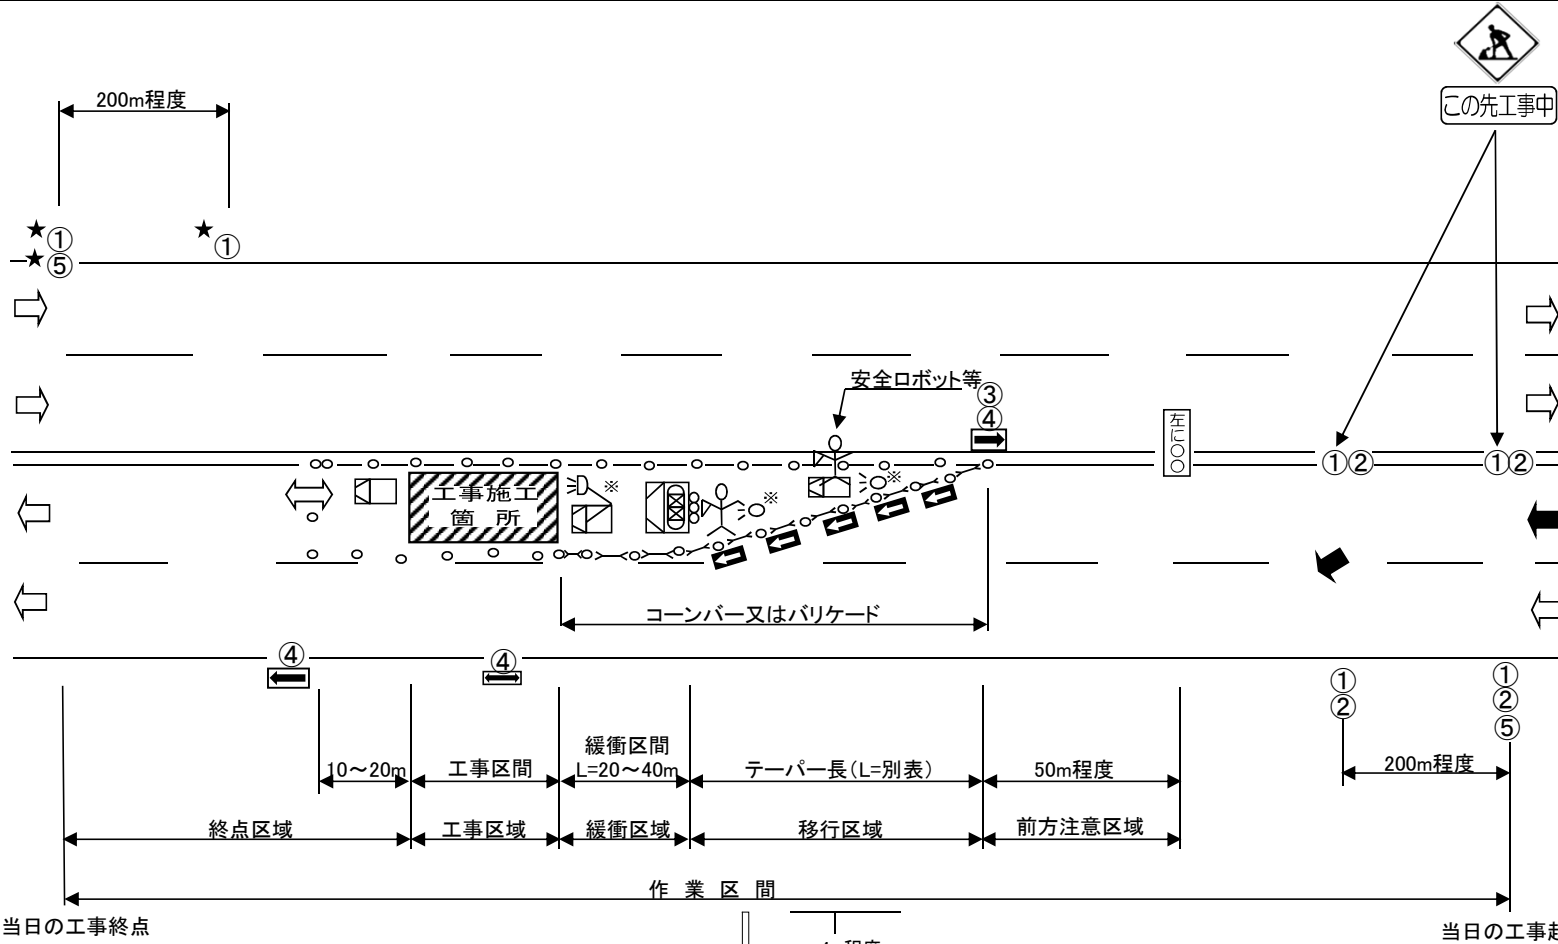 この先工事中
200m程度
★①
★①
★⑤
安全ロボット等
③
④
左に〇〇
①②
①②
工事施工
箇 所
※
※
※
コーンバー又はバリケード
④
④
①
②
①
②
⑤
10～20m
工事区間
緩衝区間
L=20～40m
テーパー長（L=別表）
50m程度
200m程度
終点区域
工事区域
緩衝区域
移行区域
前方注意区域
作 業 区 間
当日の工事終点
当日の工事起
程度